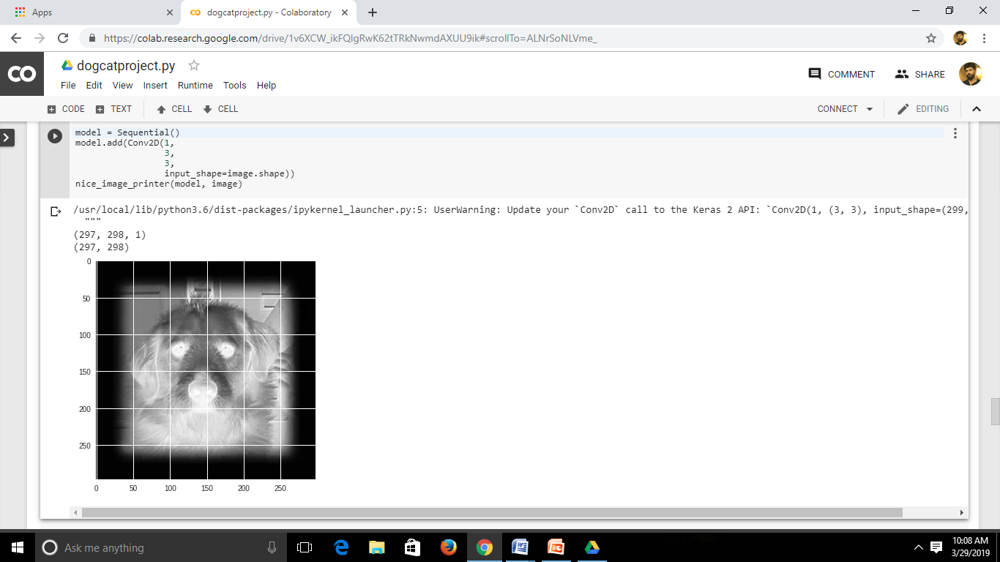 Apps
dogcatproject.py - Colaboratory
https://colab.research.google.com/drive/1v6XCW_ikFQlgRwK62tTRkNwmdAXUU9ik#scrollTo=ALNrSoNLVme_
CO
dogcatproject.py
COMMENT
SHARE
File Edit View Insert Runtime Tools Help
CODE TEXT CELL CELL
CONNECT
EDITING
model = Sequential()
model.add(Conv2D(1,
3,
3,
input_shape=image.shape))
nice_image_printer(model, image)
/usr/local/lib/python3.6/dist-packages/ipykernel_launcher.py:5: UserWarning: Update your `Conv2D` call to the Keras 2 API: `Conv2D(1, (3, 3), input_shape=(299,
"""
(297, 298, 1)
(297, 298)
0
50
100
150
200
250
0 50 100 150 200 250
Ask me anything
10:08 AM
3/29/2019